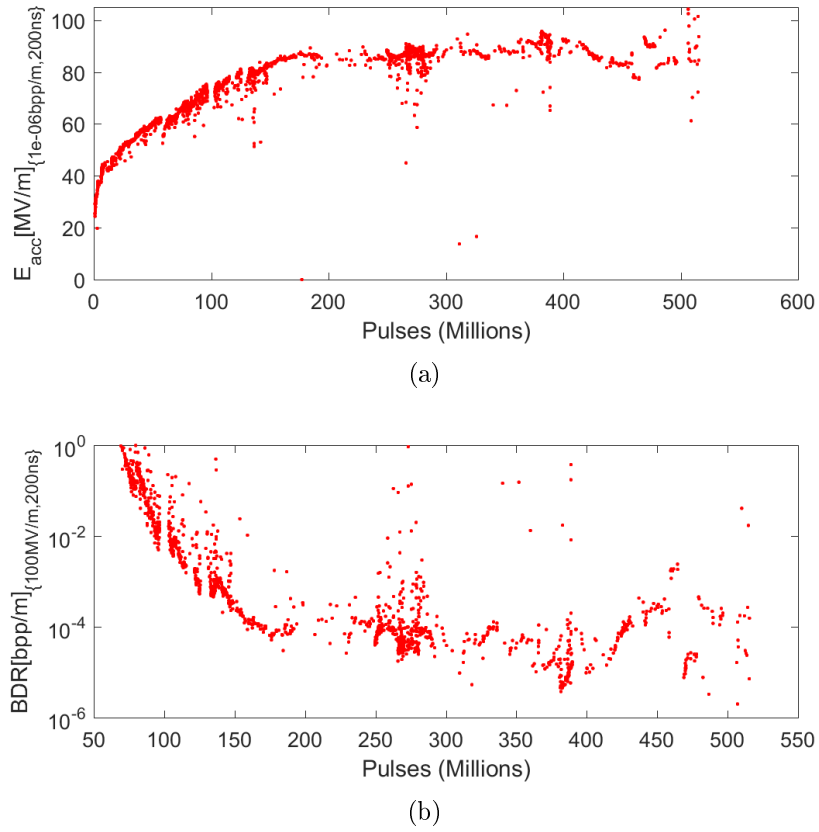 100
80
60
40
20
0
E_acc[MV/m]_{1e-06bpp/m,200ns}
0 100 200 300 400 500 600
Pulses (Millions)
(a)
10^0
10^-2
10^-4
10^-6
BDR[bpp/m]_{100MV/m,200ns}
50 100 150 200 250 300 350 400 450 500 550
Pulses (Millions)
(b)